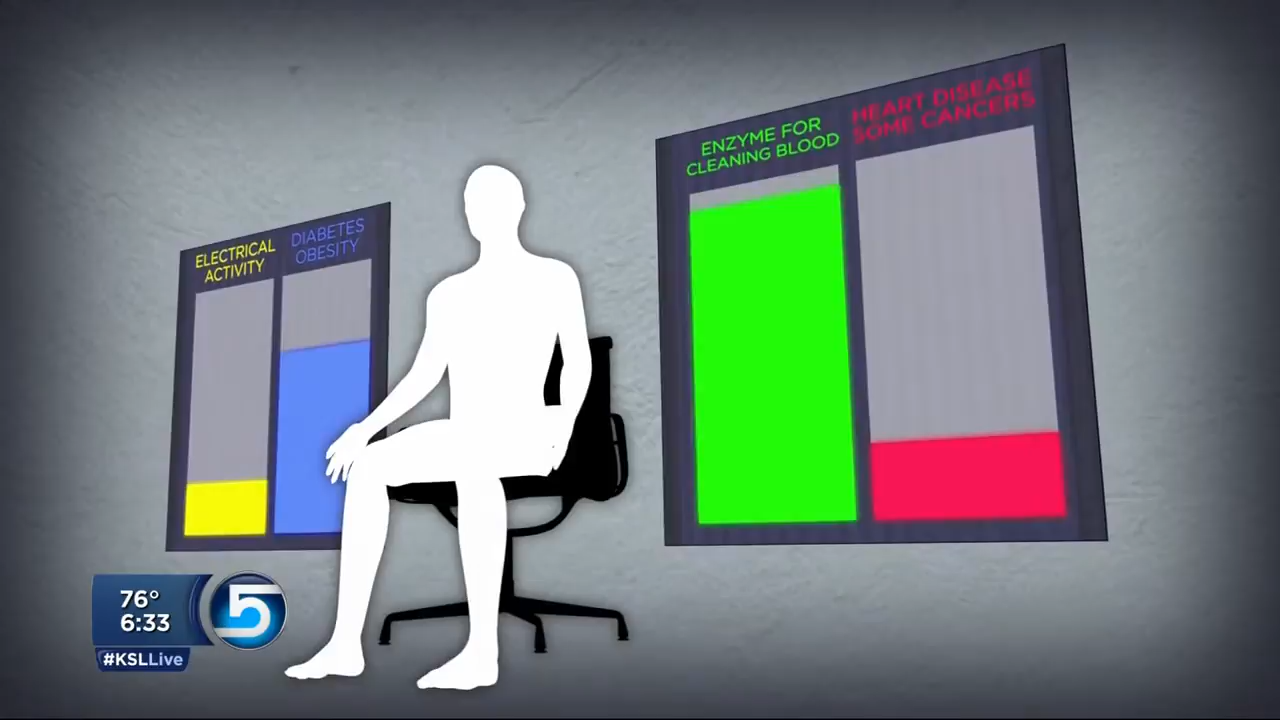 ELECTRICAL
ACTIVITY
DIABETES
OBESITY
ENZYME FOR
CLEANING BLOOD
HEART DISEASE
SOME CANCERS
76°
6:33
5
#KSLLive